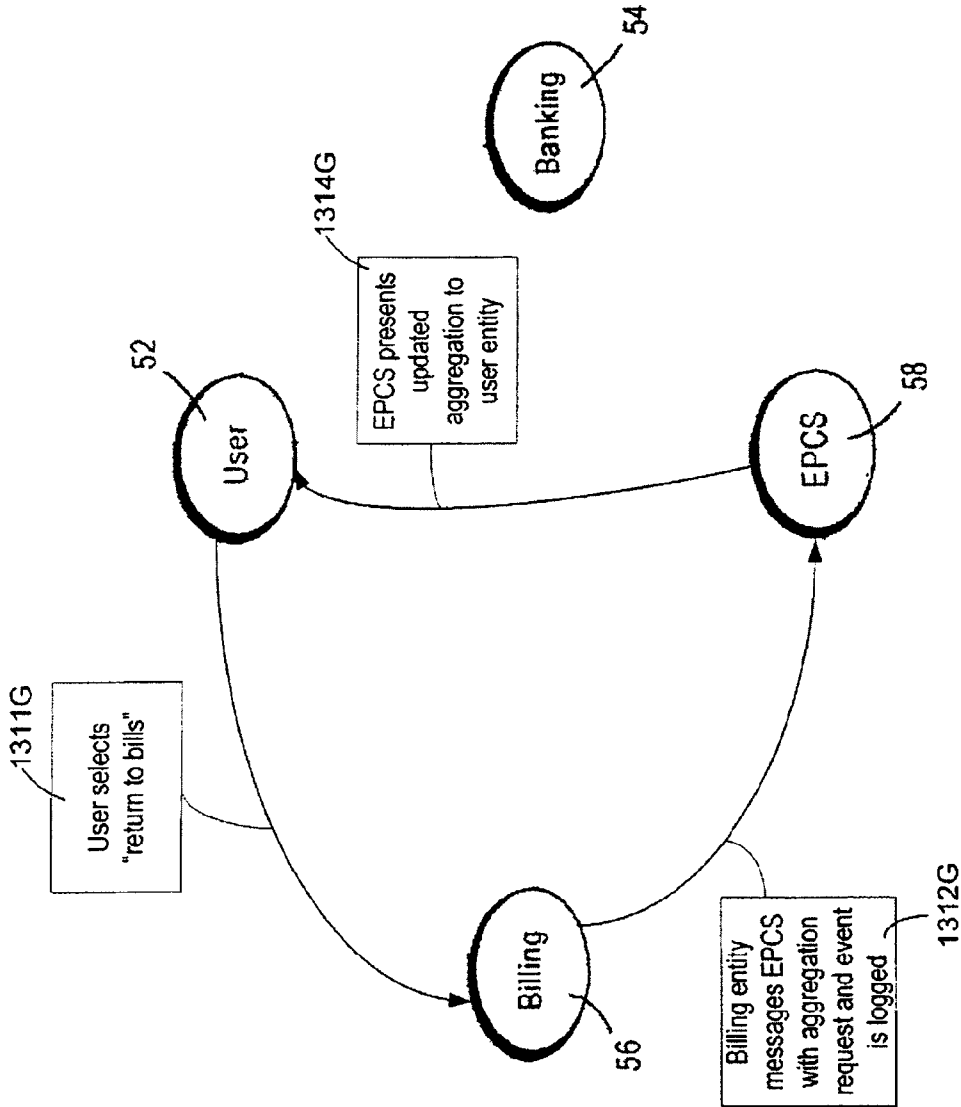 1311G
User selects
"return to bills"
52
User
1314G
EPCS presents
updated
aggregation to
user entity
Billing
56
Banking
54
Billing entity
messages EPCS
with aggregation
request and event
is logged
1312G
EPCS
58